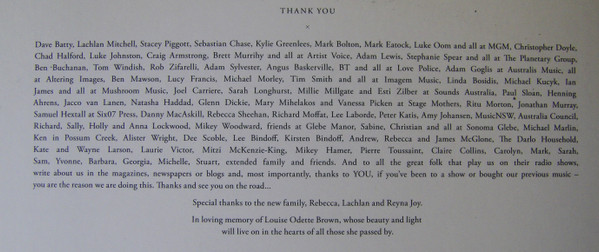 THANK YOU
Dave Batty, Lachlan Mitchell, Stacey Piggott, Sebastian Chase, Kylie Greenlees, Mark Bolton, Mark Eatock, Luke Oom and all at MGM, Christopher Doyle,
Chad Halford, Luke Johnston, Craig Armstrong, Brett Murrihy and all at Artist Voice, Adam Lewis, Stephanie Spear and all at The Planetary Group,
Ben Buchanan, Tom Windish, Rob Zifarelli, Adam Sylvester, Angus Baskerville, BT and all at Love Police, Adam Goglis at Australia Music, all
at Altering Images, Ben Mawson, Lucy Francis, Michael Morley, Tim Smith and all at Imagem Music, Linda Bosidis, Michael Kucyk, Ian
James and all at Mushroom Music, Joel Carriere, Sarah Longhurst, Millie Millgate and Esti Zilber at Sounds Australia, Paul Sloan, Henning
Ahrens, Jacco van Lanen, Natasha Haddad, Glenn Dickie, Mary Mihelakos and Vanessa Picken at Stage Mothers, Ritu Morton, Jonathan Murray,
Samuel Hextall at Six07 Press, Danny MacAskill, Rebecca Sheehan, Richard Moffat, Lee Laborde, Peter Katis, Amy Johansen, MusicNSW, Australia Council,
Richard, Sally, Holly and Anna Lockwood, Mikey Woodward, friends at Glebe Manor, Sabine, Christian and all at Sonoma Glebe, Michael Marlin,
Ken in Possum Creek, Alister Wright, Dee Scoble, Lee Bindoff, Kirsten Bindoff, Andrew, Rebecca and James McGlone, The Darlo Household,
Kate and Wayne Larson, Laurie Victor, Mitzi McKenzie-King, Mikey Hamer, Pierre Toussaint, Claire Collins, Carolyn, Mark, Sarah,
Sam, Yvonne, Barbara, Georgia, Michelle, Stuart, extended family and friends. And to all the great folk that play us on their radio shows,
write about us in the magazines, newspapers or blogs and, most importantly, thanks to YOU, if you've been to a show or bought our previous music –
you are the reason we are doing this. Thanks and see you on the road...
Special thanks to the new family, Rebecca, Lachlan and Reyna Joy.
In loving memory of Louise Odette Brown, whose beauty and light
will live on in the hearts of all those she passed by.